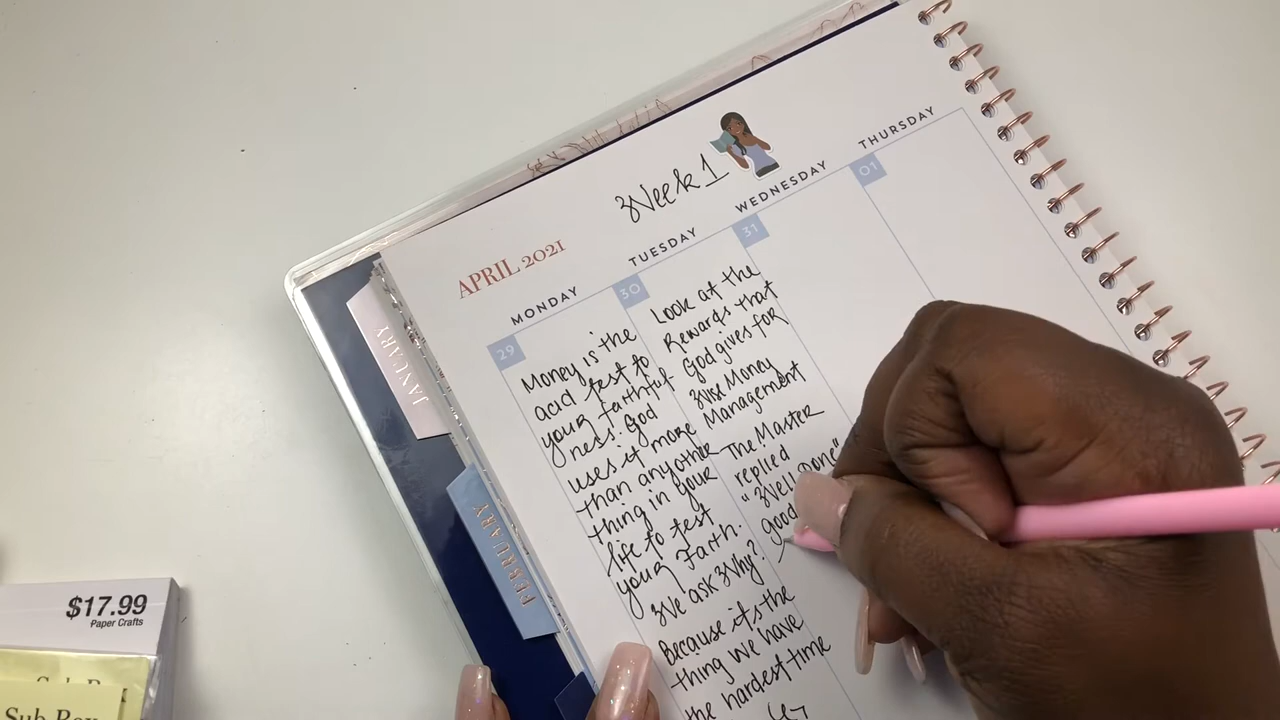 Week 1
APRIL 2021
MONDAY
TUESDAY
WEDNESDAY
THURSDAY
29
30
31
01
Money is the
acid test to
your faithful
ness. God
uses it more
than any other
thing in your
life to test
your Faith.
We ask Why?
Because it's the
thing we have
the hardest time
Look at the
Rewards that
God gives for
Wise Money
Management
The Master
replied
"Well Done"
good
JANUARY
FEBRUARY
$17.99
Paper Crafts
Sub Box